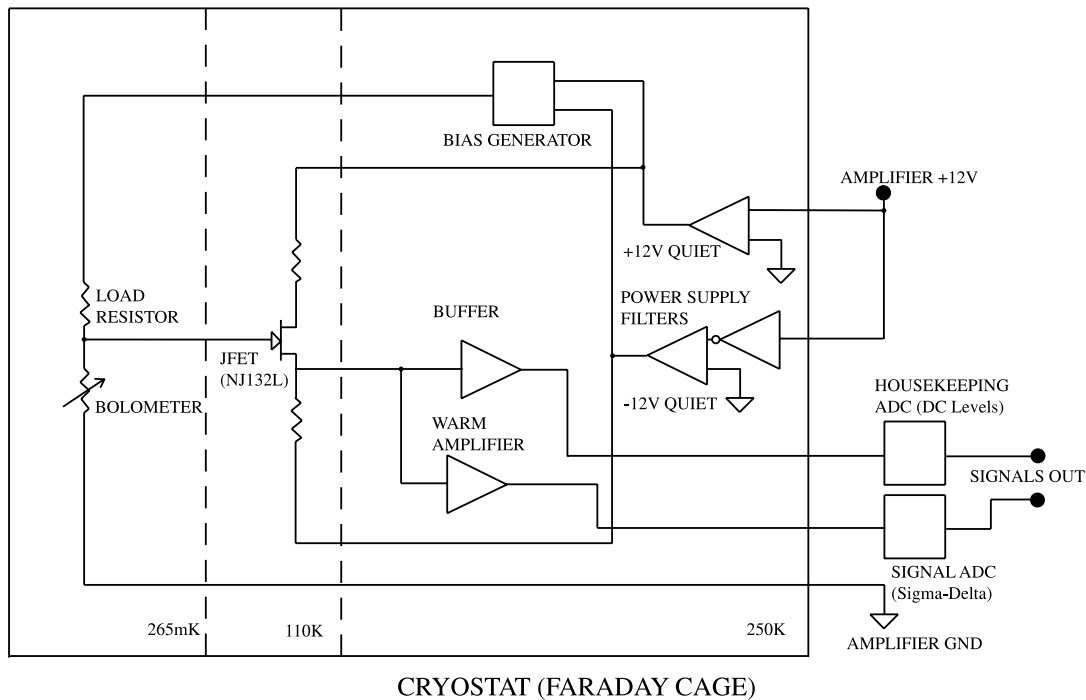 BIAS GENERATOR
AMPLIFIER +12V
+12V QUIET
LOAD
RESISTOR
BUFFER
POWER SUPPLY
FILTERS
JFET
(NJ132L)
-12V QUIET
HOUSEKEEPING
ADC (DC Levels)
BOLOMETER
WARM
AMPLIFIER
SIGNALS OUT
SIGNAL ADC
(Sigma-Delta)
265mK
110K
250K
AMPLIFIER GND
CRYOSTAT (FARADAY CAGE)